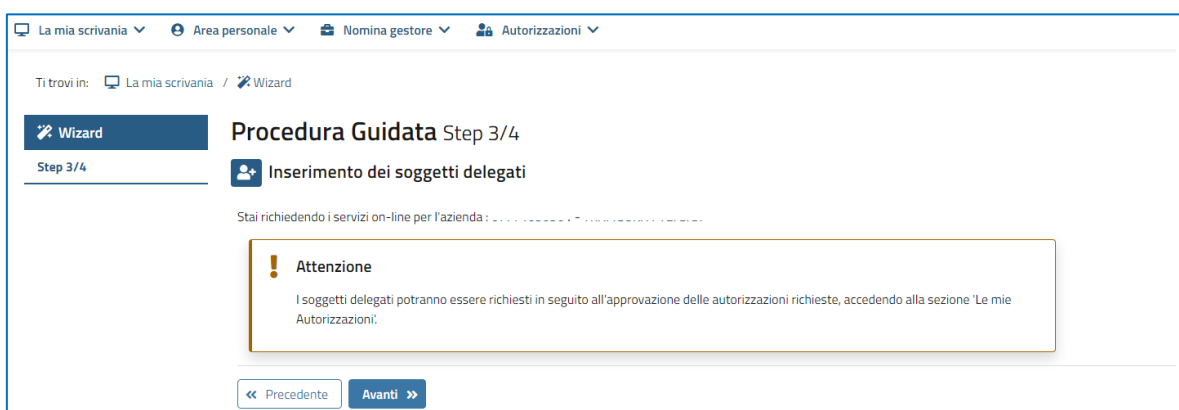 La mia scrivania Area personale Nomina gestore Autorizzazioni
Ti trovi in: La mia scrivania / Wizard
Wizard
Step 3/4
Procedura Guidata Step 3/4
Inserimento dei soggetti delegati
Stai richiedendo i servizi on-line per l'azienda :
Attenzione
I soggetti delegati potranno essere richiesti in seguito all'approvazione delle autorizzazioni richieste, accedendo alla sezione 'Le mie
Autorizzazioni'.
Precedente Avanti